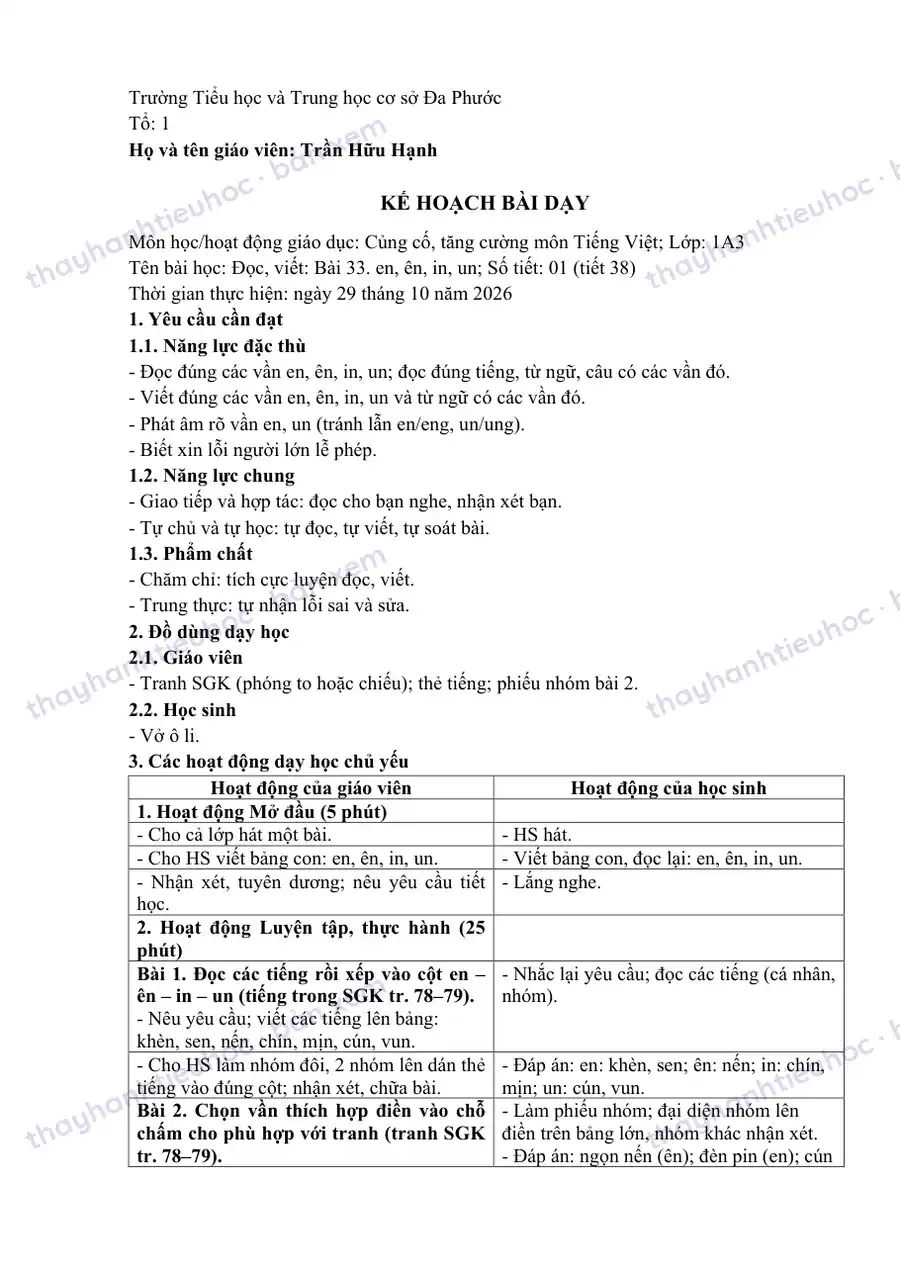 Trường Tiểu học và Trung học cơ sở Đa Phước
Tổ: 1
Họ và tên giáo viên: Trần Hữu Hạnh
KẾ HOẠCH BÀI DẠY
Môn học/hoạt động giáo dục: Củng cố, tăng cường môn Tiếng Việt; Lớp: 1A3
Tên bài học: Đọc, viết: Bài 33. en, ên, in, un; Số tiết: 01 (tiết 38)
Thời gian thực hiện: ngày 29 tháng 10 năm 2026
1. Yêu cầu cần đạt
1.1. Năng lực đặc thù
- Đọc đúng các vần en, ên, in, un; đọc đúng tiếng, từ ngữ, câu có các vần đó.
- Viết đúng các vần en, ên, in, un và từ ngữ có các vần đó.
- Phát âm rõ vần en, un (tránh lẫn en/eng, un/ung).
- Biết xin lỗi người lớn lễ phép.
1.2. Năng lực chung
- Giao tiếp và hợp tác: đọc cho bạn nghe, nhận xét bạn.
- Tự chủ và tự học: tự đọc, tự viết, tự soát bài.
1.3. Phẩm chất
- Chăm chỉ: tích cực luyện đọc, viết.
- Trung thực: tự nhận lỗi sai và sửa.
2. Đồ dùng dạy học
2.1. Giáo viên
- Tranh SGK (phóng to hoặc chiếu); thẻ tiếng; phiếu nhóm bài 2.
2.2. Học sinh
- Vở ô li.
3. Các hoạt động dạy học chủ yếu
Hoạt động của giáo viên
Hoạt động của học sinh
1. Hoạt động Mở đầu (5 phút)
- Cho cả lớp hát một bài.
- HS hát.
- Cho HS viết bảng con: en, ên, in, un.
- Viết bảng con, đọc lại: en, ên, in, un.
- Nhận xét, tuyên dương; nêu yêu cầu tiết
học.
- Lắng nghe.
2. Hoạt động Luyện tập, thực hành (25
phút)
Bài 1. Đọc các tiếng rồi xếp vào cột en –
ên – in – un (tiếng trong SGK tr. 78–79).
- Nêu yêu cầu; viết các tiếng lên bảng:
khèn, sen, nến, chín, mịn, cún, vun.
- Nhắc lại yêu cầu; đọc các tiếng (cá nhân,
nhóm).
- Cho HS làm nhóm đôi, 2 nhóm lên dán thẻ
tiếng vào đúng cột; nhận xét, chữa bài.
- Đáp án: en: khèn, sen; ên: nến; in: chín,
mịn; un: cún, vun.
Bài 2. Chọn vần thích hợp điền vào chỗ
chấm cho phù hợp với tranh (tranh SGK
tr. 78–79).
- Làm phiếu nhóm; đại diện nhóm lên
điền trên bảng lớn, nhóm khác nhận xét.
- Đáp án: ngọn nến (ên); đèn pin (en); cún
thayhanhtieuhoc · bản xem
thayhanhtieuhoc · b
thayhanhtieuhoc · bản xem
thayhanhtieuhoc · b
thayhanhtieuhoc · bản xem
thayhanhtieuhoc · b